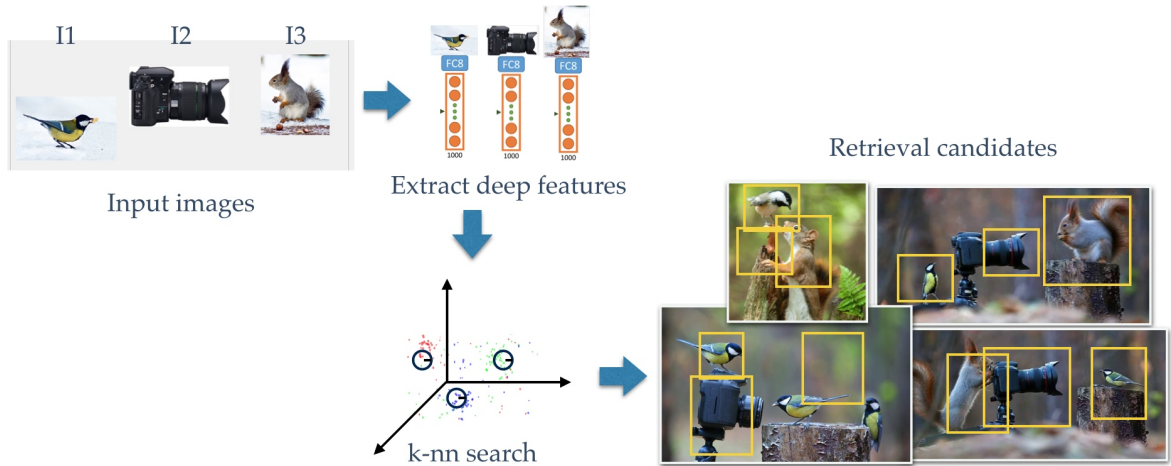 I1
I2
I3
Input images
FC8
FC8
FC8
1000
1000
1000
Extract deep features
k-nn search
Retrieval candidates